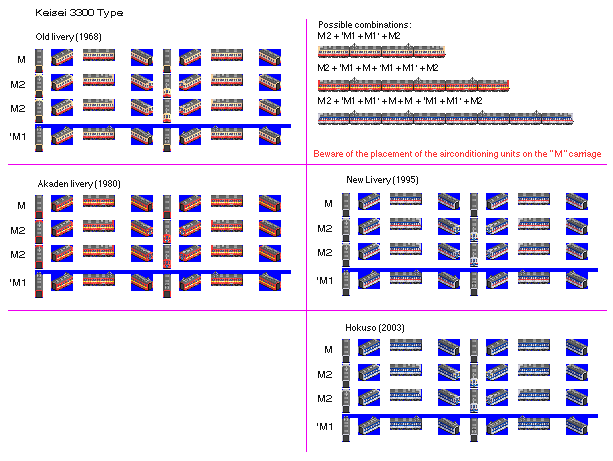 Keisei 3300 Type
Old livery (1968)
M
M2
M2
'M1
Possible combinations:
M2 + 'M1 + M1' + M2
M2 + 'M1 + M + 'M1 + M1' + M2
M2 + 'M1 + M1' + M + M + 'M1 + M1' + M2
Beware of the placement of the airconditioning units on the "M" carriage
Akaden livery (1980)
M
M2
M2
'M1
New Livery (1995)
M
M2
M2
'M1
Hokuso (2003)
M
M2
M2
'M1